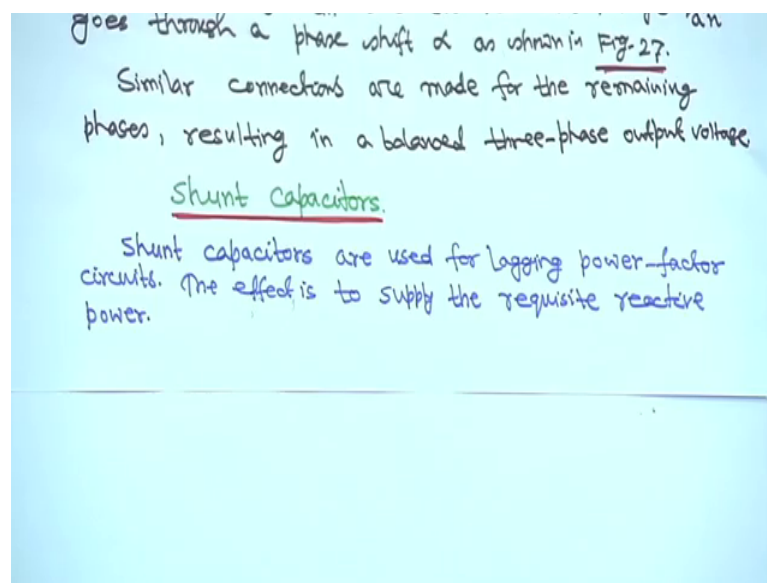 goes through a phase shift α as shown in Fig-27.
Similar connections are made for the remaining
phases, resulting in a balanced three-phase output voltage
Shunt capacitors.
Shunt capacitors are used for lagging power-factor
circuits. The effect is to supply the requisite reactive
power.